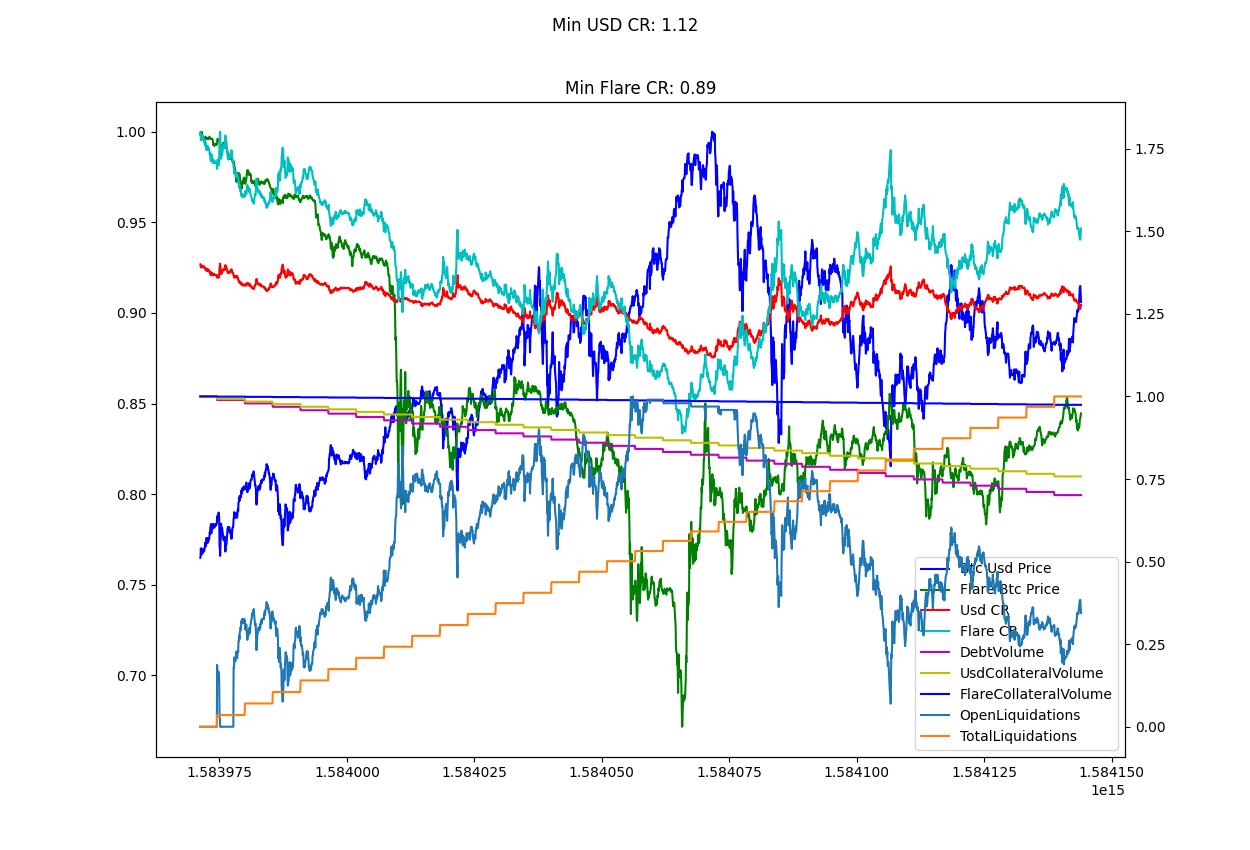 Min USD CR: 1.12
Min Flare CR: 0.89
1.00
0.95
0.90
0.85
0.80
0.75
0.70
1.75
1.50
1.25
1.00
0.75
0.50
0.25
0.00
Btc Usd Price
Flare Btc Price
Usd CR
Flare CR
DebtVolume
UsdCollateralVolume
FlareCollateralVolume
OpenLiquidations
TotalLiquidations
1.583975 1.584000 1.584025 1.584050 1.584075 1.584100 1.584125 1.584150
1e15